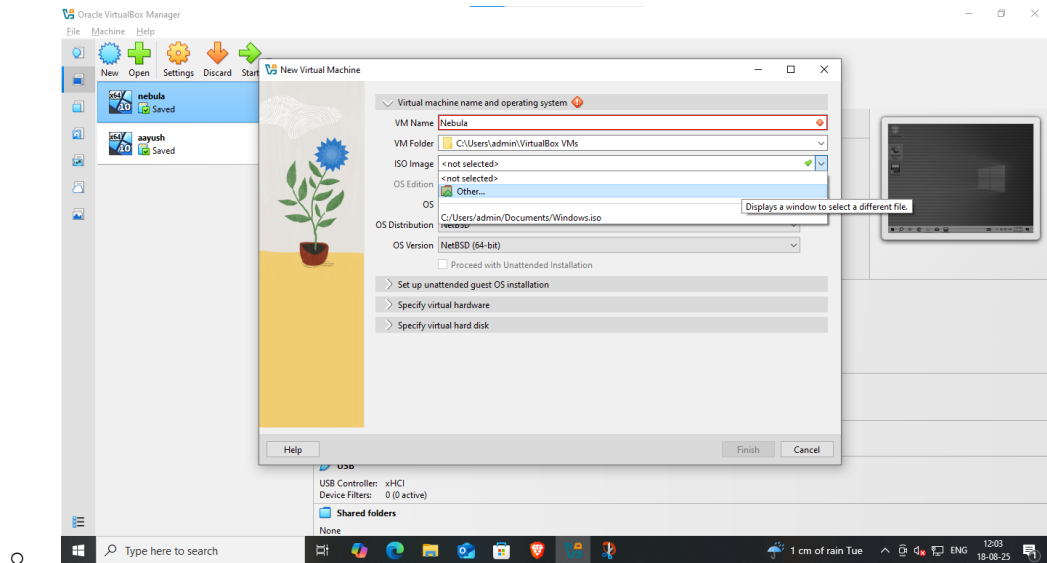 Oracle VirtualBox Manager
File Machine Help
New Open Settings Discard Start
nebula
Saved
aayush
Saved
New Virtual Machine
Virtual machine name and operating system
VM Name Nebula
VM Folder C:\Users\admin\VirtualBox VMs
ISO Image <not selected>
<not selected>
OS Edition Other...
Displays a window to select a different file.
OS
C:/Users/admin/Documents/Windows.iso
OS Distribution NetBSD
OS Version NetBSD (64-bit)
Proceed with Unattended Installation
Set up unattended guest OS installation
Specify virtual hardware
Specify virtual hard disk
Help Finish Cancel
USB
USB Controller: xHCI
Device Filters: 0 (0 active)
Shared folders
None
Type here to search
1 cm of rain Tue
ENG
12:03
18-08-25